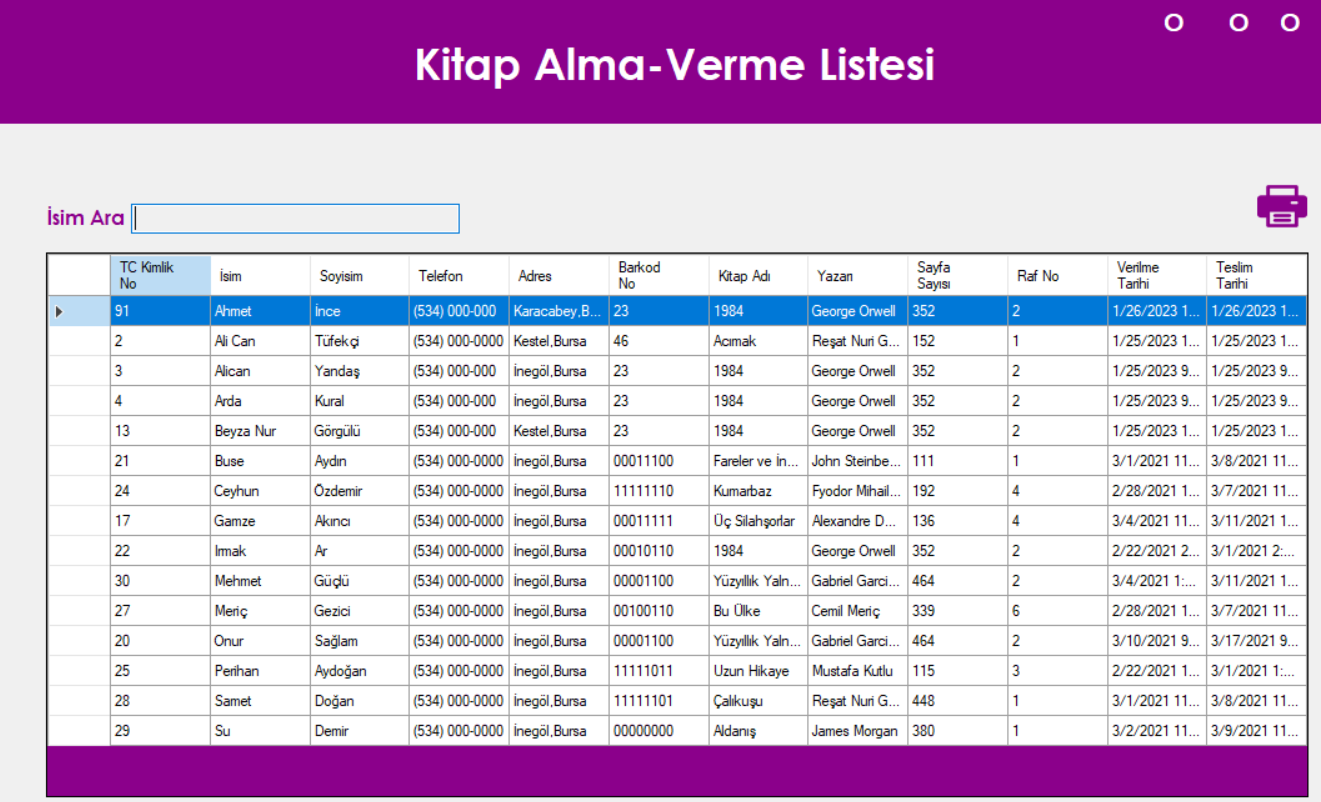 Kitap Alma-Verme Listesi
İsim Ara
TC Kimlik No İsim Soyisim Telefon Adres Barkod No Kitap Adı Yazarı Sayfa Sayısı Raf No Verilme Tarihi Teslim Tarihi
91 Ahmet İnce (534) 000-000 Karacabey,B... 23 1984 George Orwell 352 2 1/26/2023 1... 1/26/2023 1...
2 Ali Can Tüfekçi (534) 000-0000 Kestel,Bursa 46 Acımak Reşat Nuri G... 152 1 1/25/2023 1... 1/25/2023 1...
3 Alican Yandaş (534) 000-000 İnegöl,Bursa 23 1984 George Orwell 352 2 1/25/2023 9... 1/25/2023 9...
4 Arda Kural (534) 000-000 İnegöl,Bursa 23 1984 George Orwell 352 2 1/25/2023 9... 1/25/2023 9...
13 Beyza Nur Görgülü (534) 000-000 Kestel,Bursa 23 1984 George Orwell 352 2 1/25/2023 1... 1/25/2023 1...
21 Buse Aydın (534) 000-0000 İnegöl,Bursa 00011100 Fareler ve İn... John Steinbe... 111 1 3/1/2021 11... 3/8/2021 11...
24 Ceyhun Özdemir (534) 000-0000 İnegöl,Bursa 11111110 Kumarbaz Fyodor Mihail... 192 4 2/28/2021 1... 3/7/2021 11...
17 Gamze Akıncı (534) 000-0000 İnegöl,Bursa 00011111 Üç Silahşorlar Alexandre D... 136 4 3/4/2021 11... 3/11/2021 1...
22 Irmak Ar (534) 000-0000 İnegöl,Bursa 00010110 1984 George Orwell 352 2 2/22/2021 2... 3/1/2021 2:...
30 Mehmet Güçlü (534) 000-0000 İnegöl,Bursa 00001100 Yüzyıllık Yaln... Gabriel Garci... 464 2 3/4/2021 1:... 3/11/2021 1...
27 Meriç Gezici (534) 000-0000 İnegöl,Bursa 00100110 Bu Ülke Cemil Meriç 339 6 2/28/2021 1... 3/7/2021 11...
20 Onur Sağlam (534) 000-0000 İnegöl,Bursa 00001100 Yüzyıllık Yaln... Gabriel Garci... 464 2 3/10/2021 9... 3/17/2021 9...
25 Perihan Aydoğan (534) 000-0000 İnegöl,Bursa 11111011 Uzun Hikaye Mustafa Kutlu 115 3 2/22/2021 1... 3/1/2021 1:...
28 Samet Doğan (534) 000-0000 İnegöl,Bursa 11111101 Çalıkuşu Reşat Nuri G... 448 1 3/1/2021 11... 3/8/2021 11...
29 Su Demir (534) 000-0000 İnegöl,Bursa 00000000 Aldanış James Morgan 380 1 3/2/2021 11... 3/9/2021 11...